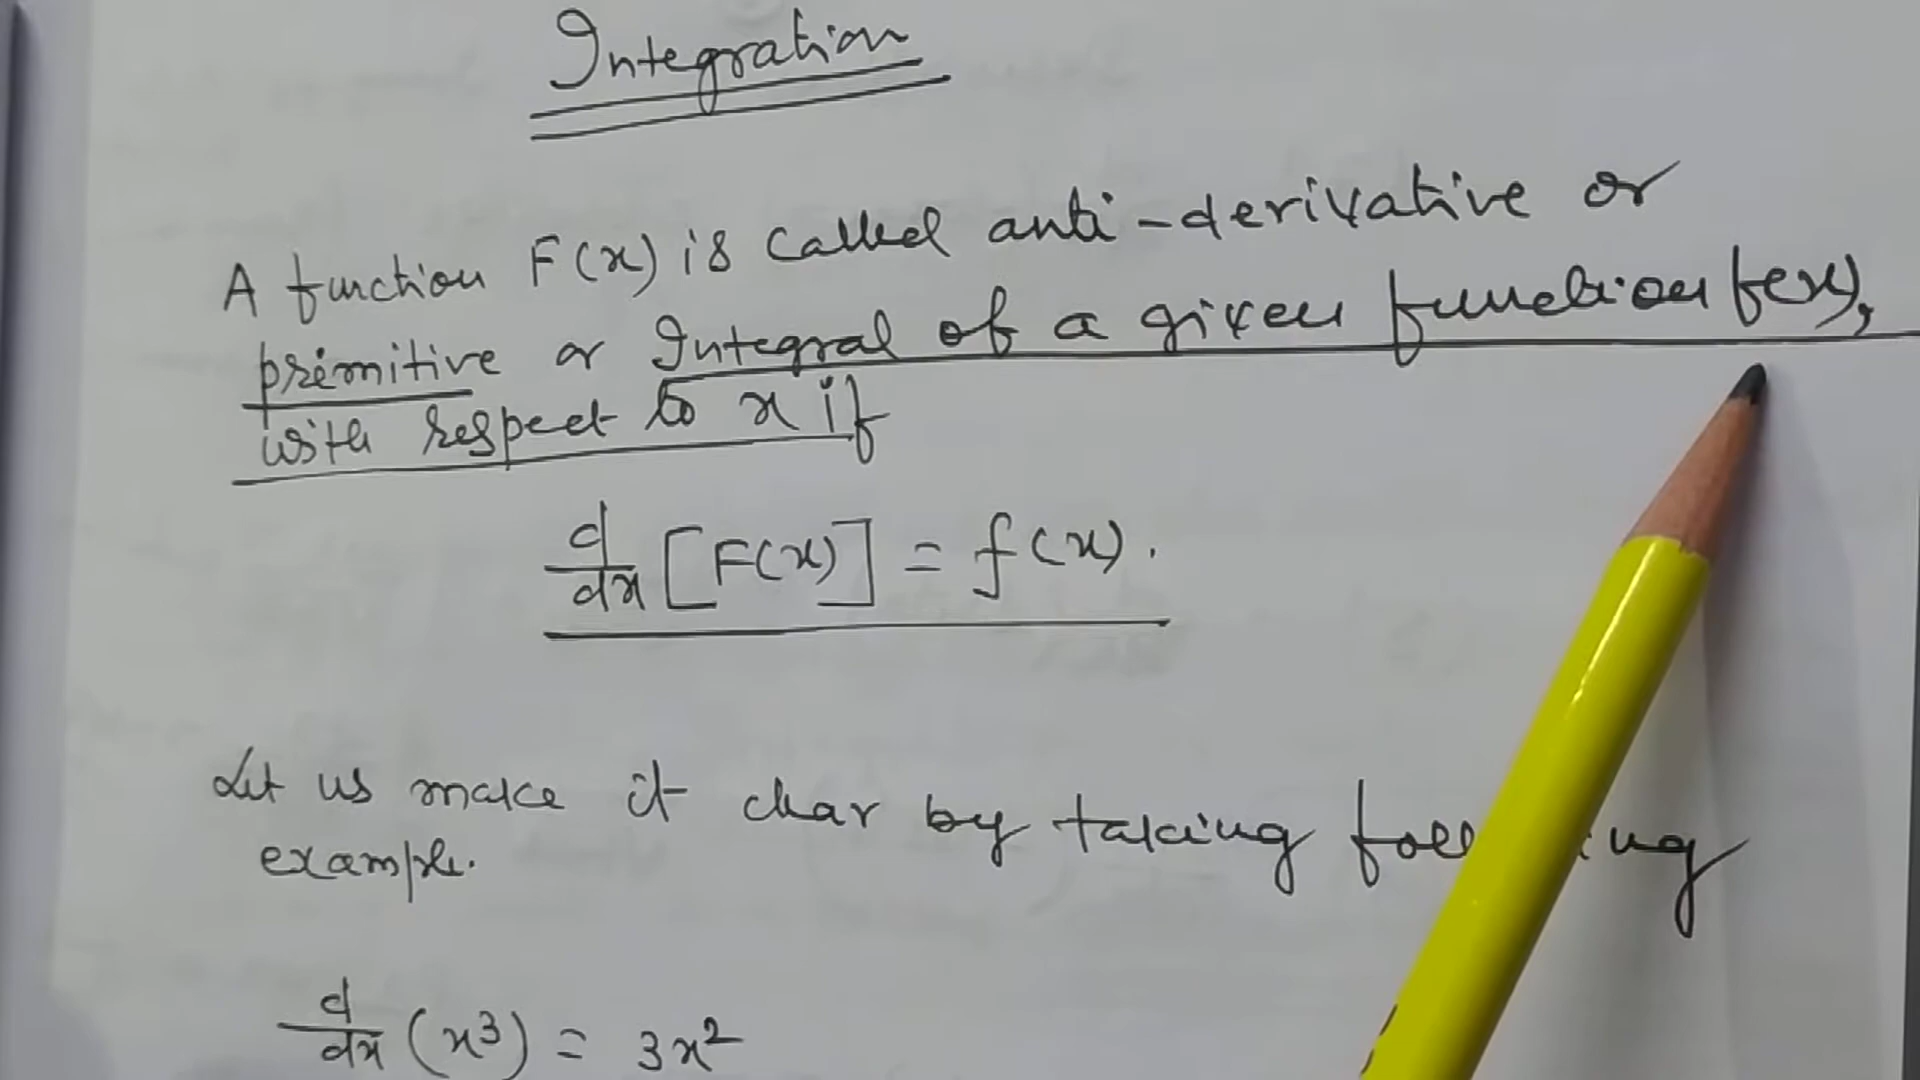 Integration
A function F(x) is called anti-derivative or
primitive or Integral of a given function f(x),
with respect to x if
d/dx [F(x)] = f(x).
Let us make it clear by taking
example.
d/dx (x³) = 3x²